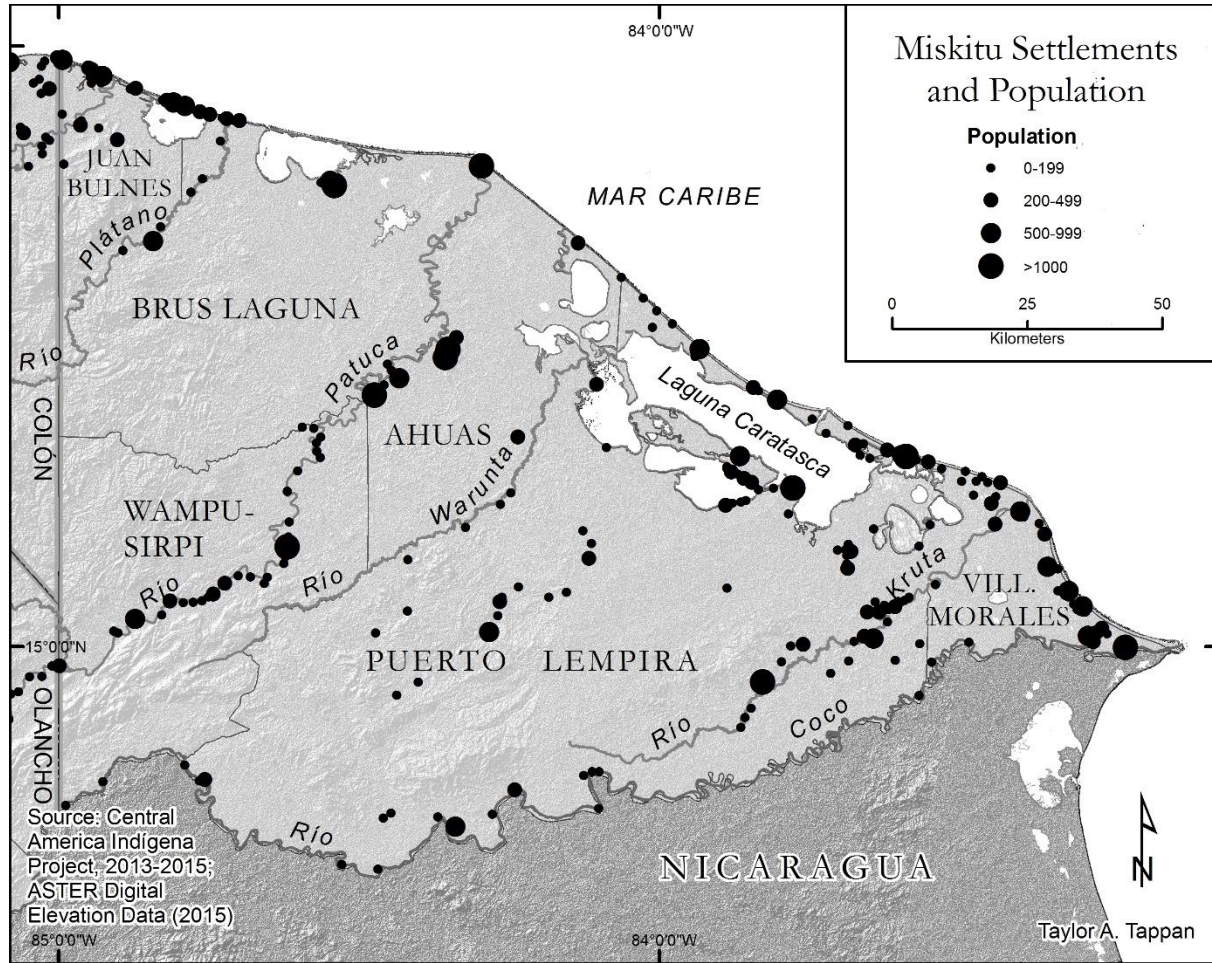 84°0'0"W
Miskitu Settlements
and Population
Population
0-199
200-499
500-999
>1000
0 25 50
Kilometers
MAR CARIBE
JUAN
BULNES
Plátano
Río
BRUS LAGUNA
Patuca
COLÓN
AHUAS
Laguna Caratasca
Warunta
WAMPU-
SIRPI
Río
Río
Kruta
VILL.
MORALES
15°0'0"N
PUERTO LEMPIRA
Río
Coco
OLANCHO
Río
NICARAGUA
N
Source: Central
America Indígena
Project, 2013-2015;
ASTER Digital
Elevation Data (2015)
Taylor A. Tappan
85°0'0"W
84°0'0"W